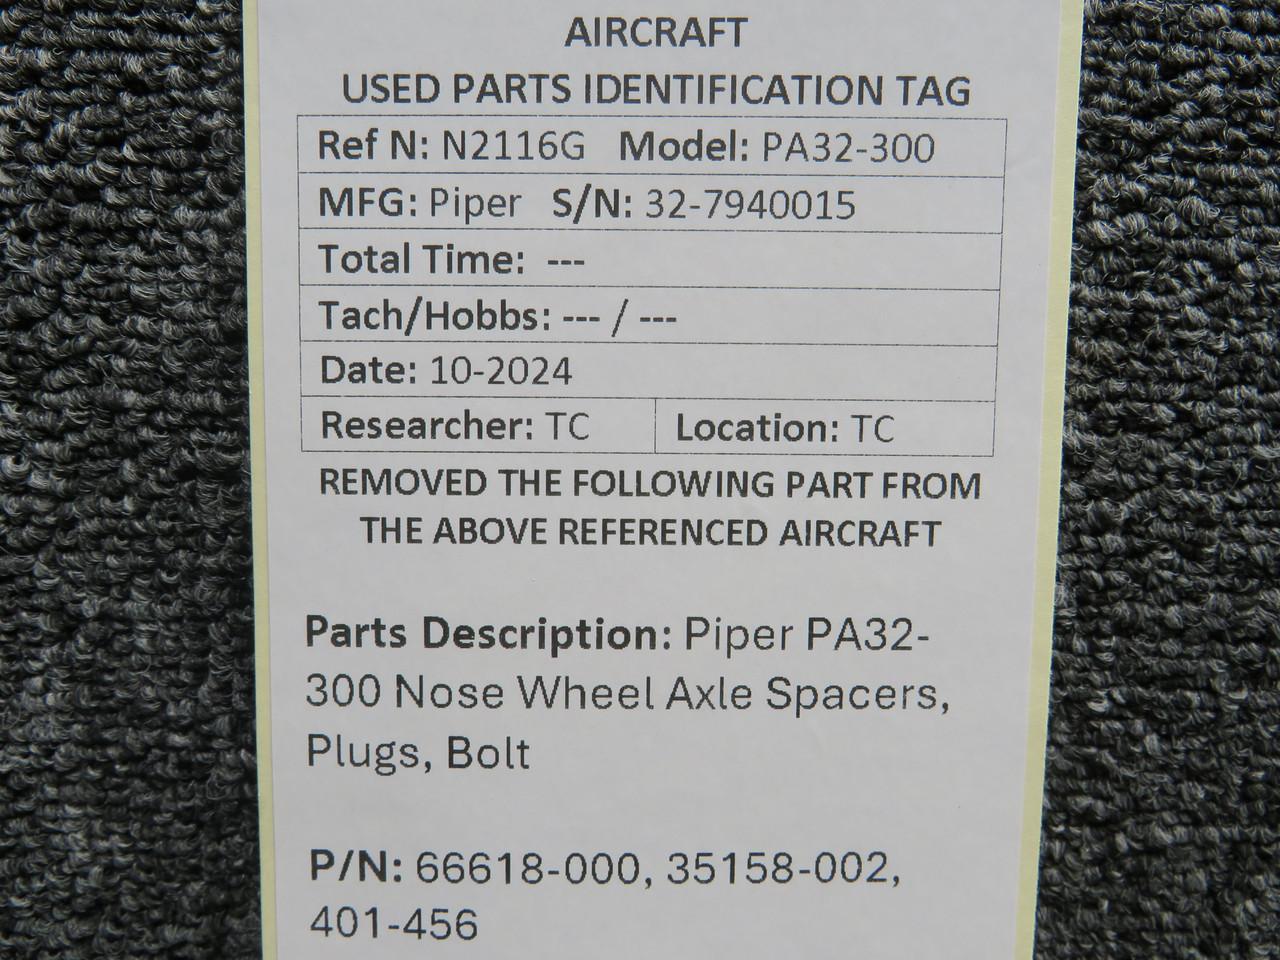 AIRCRAFT
USED PARTS IDENTIFICATION TAG
Ref N: N2116G Model: PA32-300
MFG: Piper S/N: 32-7940015
Total Time: ---
Tach/Hobbs: --- / ---
Date: 10-2024
Researcher: TC Location: TC
REMOVED THE FOLLOWING PART FROM
THE ABOVE REFERENCED AIRCRAFT
Parts Description: Piper PA32-
300 Nose Wheel Axle Spacers,
Plugs, Bolt
P/N: 66618-000, 35158-002,
401-456